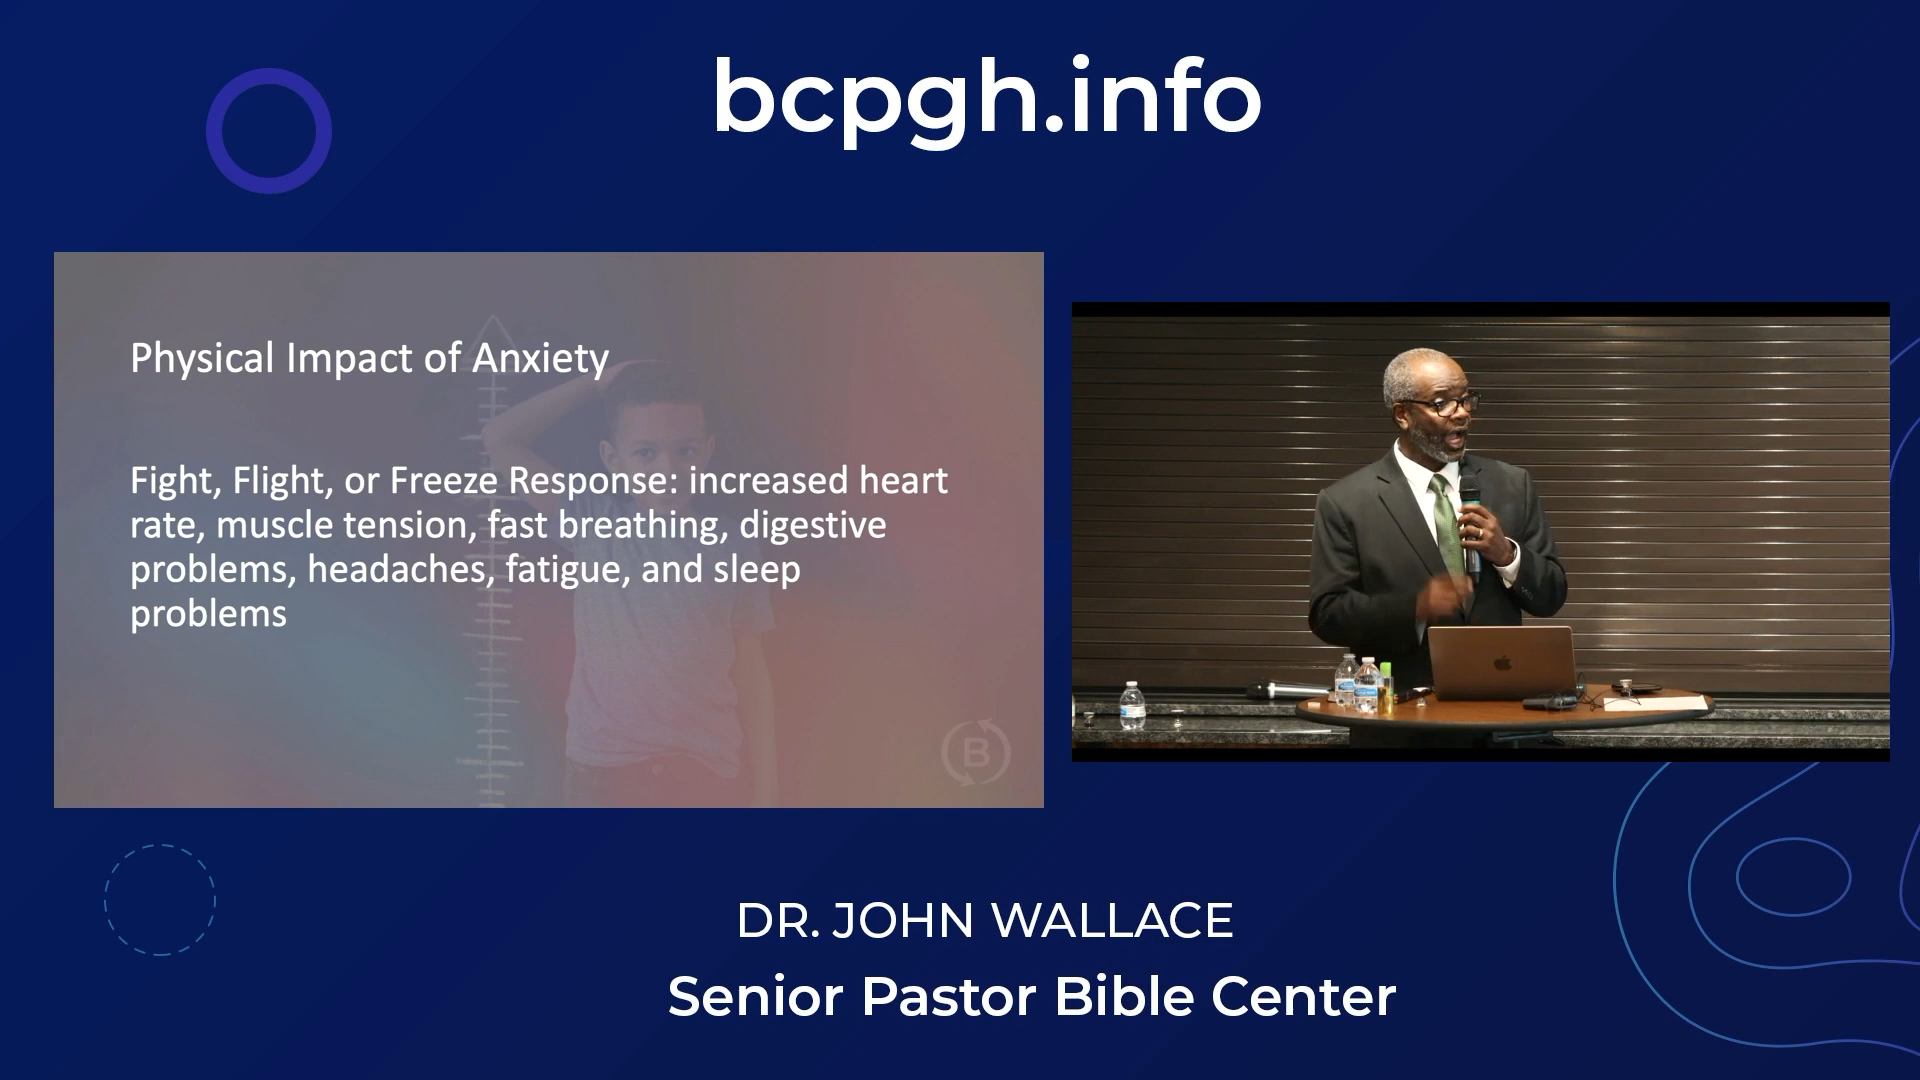 bcpgh.info
Physical Impact of Anxiety
Fight, Flight, or Freeze Response: increased heart
rate, muscle tension, fast breathing, digestive
problems, headaches, fatigue, and sleep
problems
B
DR. JOHN WALLACE
Senior Pastor Bible Center